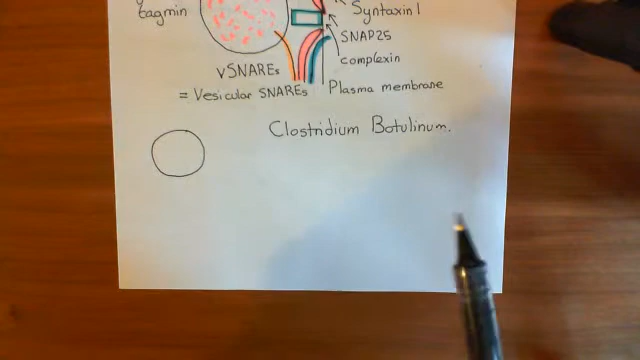 tagmin
Syntaxin 1
SNAP25
complexin
vSNAREs
= Vesicular SNAREs
Plasma membrane
Clostridium Botulinum.